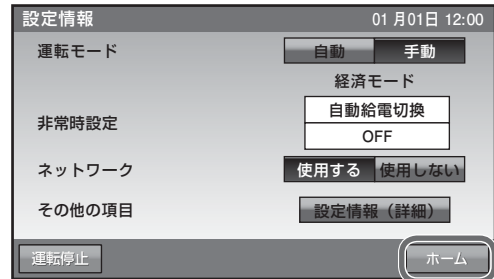 設定情報 01月01日 12:00
運転モード 自動 手動
経済モード
非常時設定 自動給電切換
OFF
ネットワーク 使用する 使用しない
その他の項目 設定情報（詳細）
運転停止 ホーム